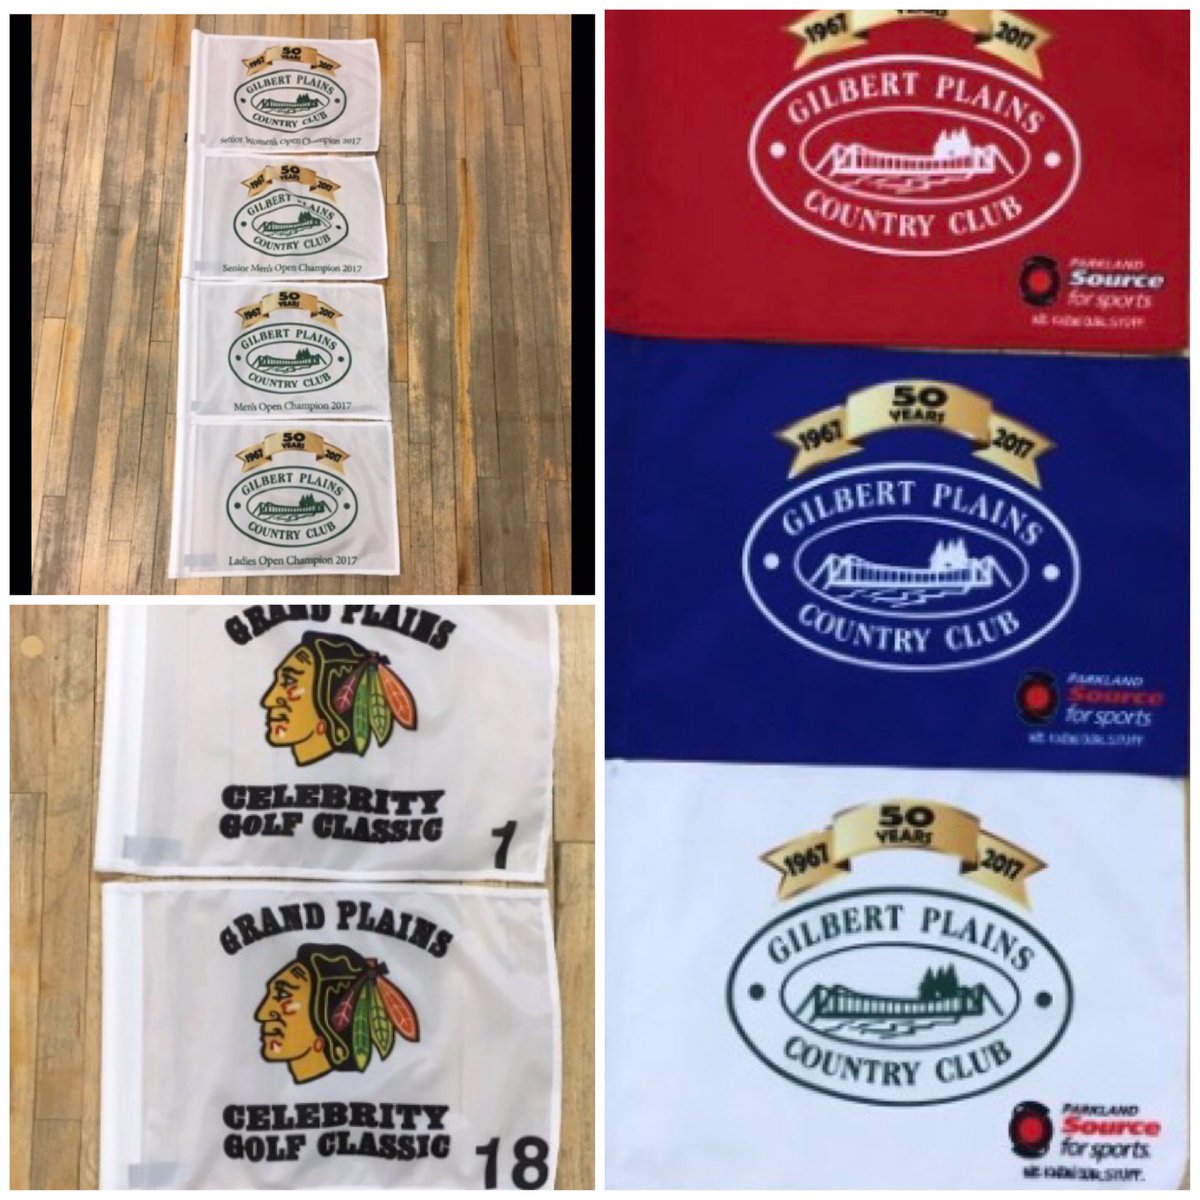 1967 50 YEARS 2017
GILBERT PLAINS
COUNTRY CLUB
Senior Women's Open Champion 2017
1967 50 YEARS 2017
GILBERT PLAINS
COUNTRY CLUB
Senior Men's Open Champion 2017
1967 50 YEARS 2017
GILBERT PLAINS
COUNTRY CLUB
Men's Open Champion 2017
1967 50 YEARS 2017
GILBERT PLAINS
COUNTRY CLUB
Ladies Open Champion 2017
GRAND PLAINS
CELEBRITY
GOLF CLASSIC
1
GRAND PLAINS
CELEBRITY
GOLF CLASSIC
18
1967 YEARS 2017
GILBERT PLAINS
COUNTRY CLUB
PARKLAND
Source
for sports
50
1967 YEARS 2017
GILBERT PLAINS
COUNTRY CLUB
PARKLAND
Source
for sports
50
1967 YEARS 2017
GILBERT PLAINS
COUNTRY CLUB
PARKLAND
Source
for sports